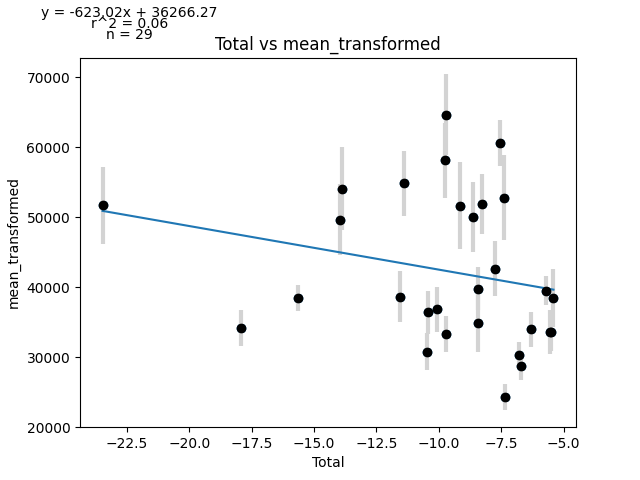 y = -623.02x + 36266.27
r^2 = 0.06
n = 29
Total vs mean_transformed
70000
60000
50000
40000
30000
20000
mean_transformed
−22.5 −20.0 −17.5 −15.0 −12.5 −10.0 −7.5 −5.0
Total